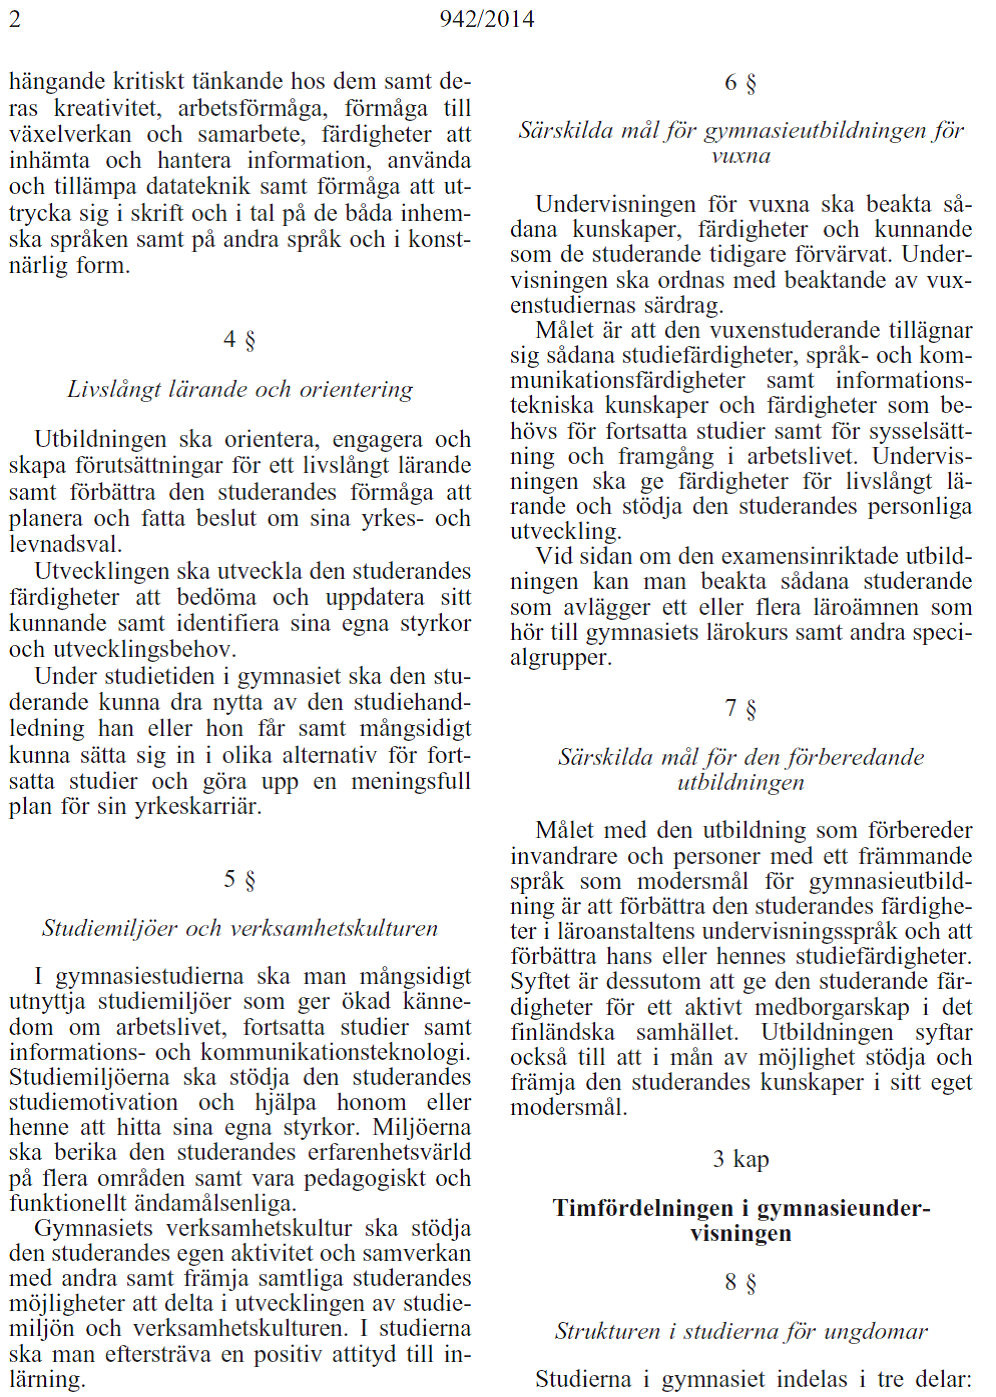 2
942/2014
hängande kritiskt tänkande hos dem samt de-
ras kreativitet, arbetsförmåga, förmåga till
växelverkan och samarbete, färdigheter att
inhämta och hantera information, använda
och tillämpa datateknik samt förmåga att ut-
trycka sig i skrift och i tal på de båda inhem-
ska språken samt på andra språk och i konst-
närlig form.
4 §
Livslångt lärande och orientering
Utbildningen ska orientera, engagera och
skapa förutsättningar för ett livslångt lärande
samt förbättra den studerandes förmåga att
planera och fatta beslut om sina yrkes- och
levnadsval.
Utvecklingen ska utveckla den studerandes
färdigheter att bedöma och uppdatera sitt
kunnande samt identifiera sina egna styrkor
och utvecklingsbehov.
Under studietiden i gymnasiet ska den stu-
derande kunna dra nytta av den studiehand-
ledning han eller hon får samt mångsidigt
kunna sätta sig in i olika alternativ för fort-
satta studier och göra upp en meningsfull
plan för sin yrkeskarriär.
5 §
Studiemiljöer och verksamhetskulturen
I gymnasiestudierna ska man mångsidigt
utnyttja studiemiljöer som ger ökad känne-
dom om arbetslivet, fortsatta studier samt
informations- och kommunikationsteknologi.
Studiemiljöerna ska stödja den studerandes
studiemotivation och hjälpa honom eller
henne att hitta sina egna styrkor. Miljöerna
ska berika den studerandes erfarenhetsvärld
på flera områden samt vara pedagogiskt och
funktionellt ändamålsenliga.
Gymnasiets verksamhetskultur ska stödja
den studerandes egen aktivitet och samverkan
med andra samt främja samtliga studerandes
möjligheter att delta i utvecklingen av studie-
miljön och verksamhetskulturen. I studierna
ska man eftersträva en positiv attityd till in-
lärning.
6 §
Särskilda mål för gymnasieutbildningen för
vuxna
Undervisningen för vuxna ska beakta så-
dana kunskaper, färdigheter och kunnande
som de studerande tidigare förvärvat. Under-
visningen ska ordnas med beaktande av vux-
enstudiernas särdrag.
Målet är att den vuxenstuderande tillägnar
sig sådana studiefärdigheter, språk- och kom-
munikationsfärdigheter samt informations-
tekniska kunskaper och färdigheter som be-
hövs för fortsatta studier samt för sysselsätt-
ning och framgång i arbetslivet. Undervis-
ningen ska ge färdigheter för livslångt lä-
rande och stödja den studerandes personliga
utveckling.
Vid sidan om den examensinriktade utbild-
ningen kan man beakta sådana studerande
som avlägger ett eller flera läroämnen som
hör till gymnasiets lärokurs samt andra speci-
algrupper.
7 §
Särskilda mål för den förberedande
utbildningen
Målet med den utbildning som förbereder
invandrare och personer med ett främmande
språk som modersmål för gymnasieutbild-
ning är att förbättra den studerandes färdighe-
ter i läroanstaltens undervisningsspråk och att
förbättra hans eller hennes studiefärdigheter.
Syftet är dessutom att ge den studerande fär-
digheter för ett aktivt medborgarskap i det
finländska samhället. Utbildningen syftar
också till att i mån av möjlighet stödja och
främja den studerandes kunskaper i sitt eget
modersmål.
3 kap
Timfördelningen i gymnasieunder-
visningen
8 §
Strukturen i studierna för ungdomar
Studierna i gymnasiet indelas i tre delar: